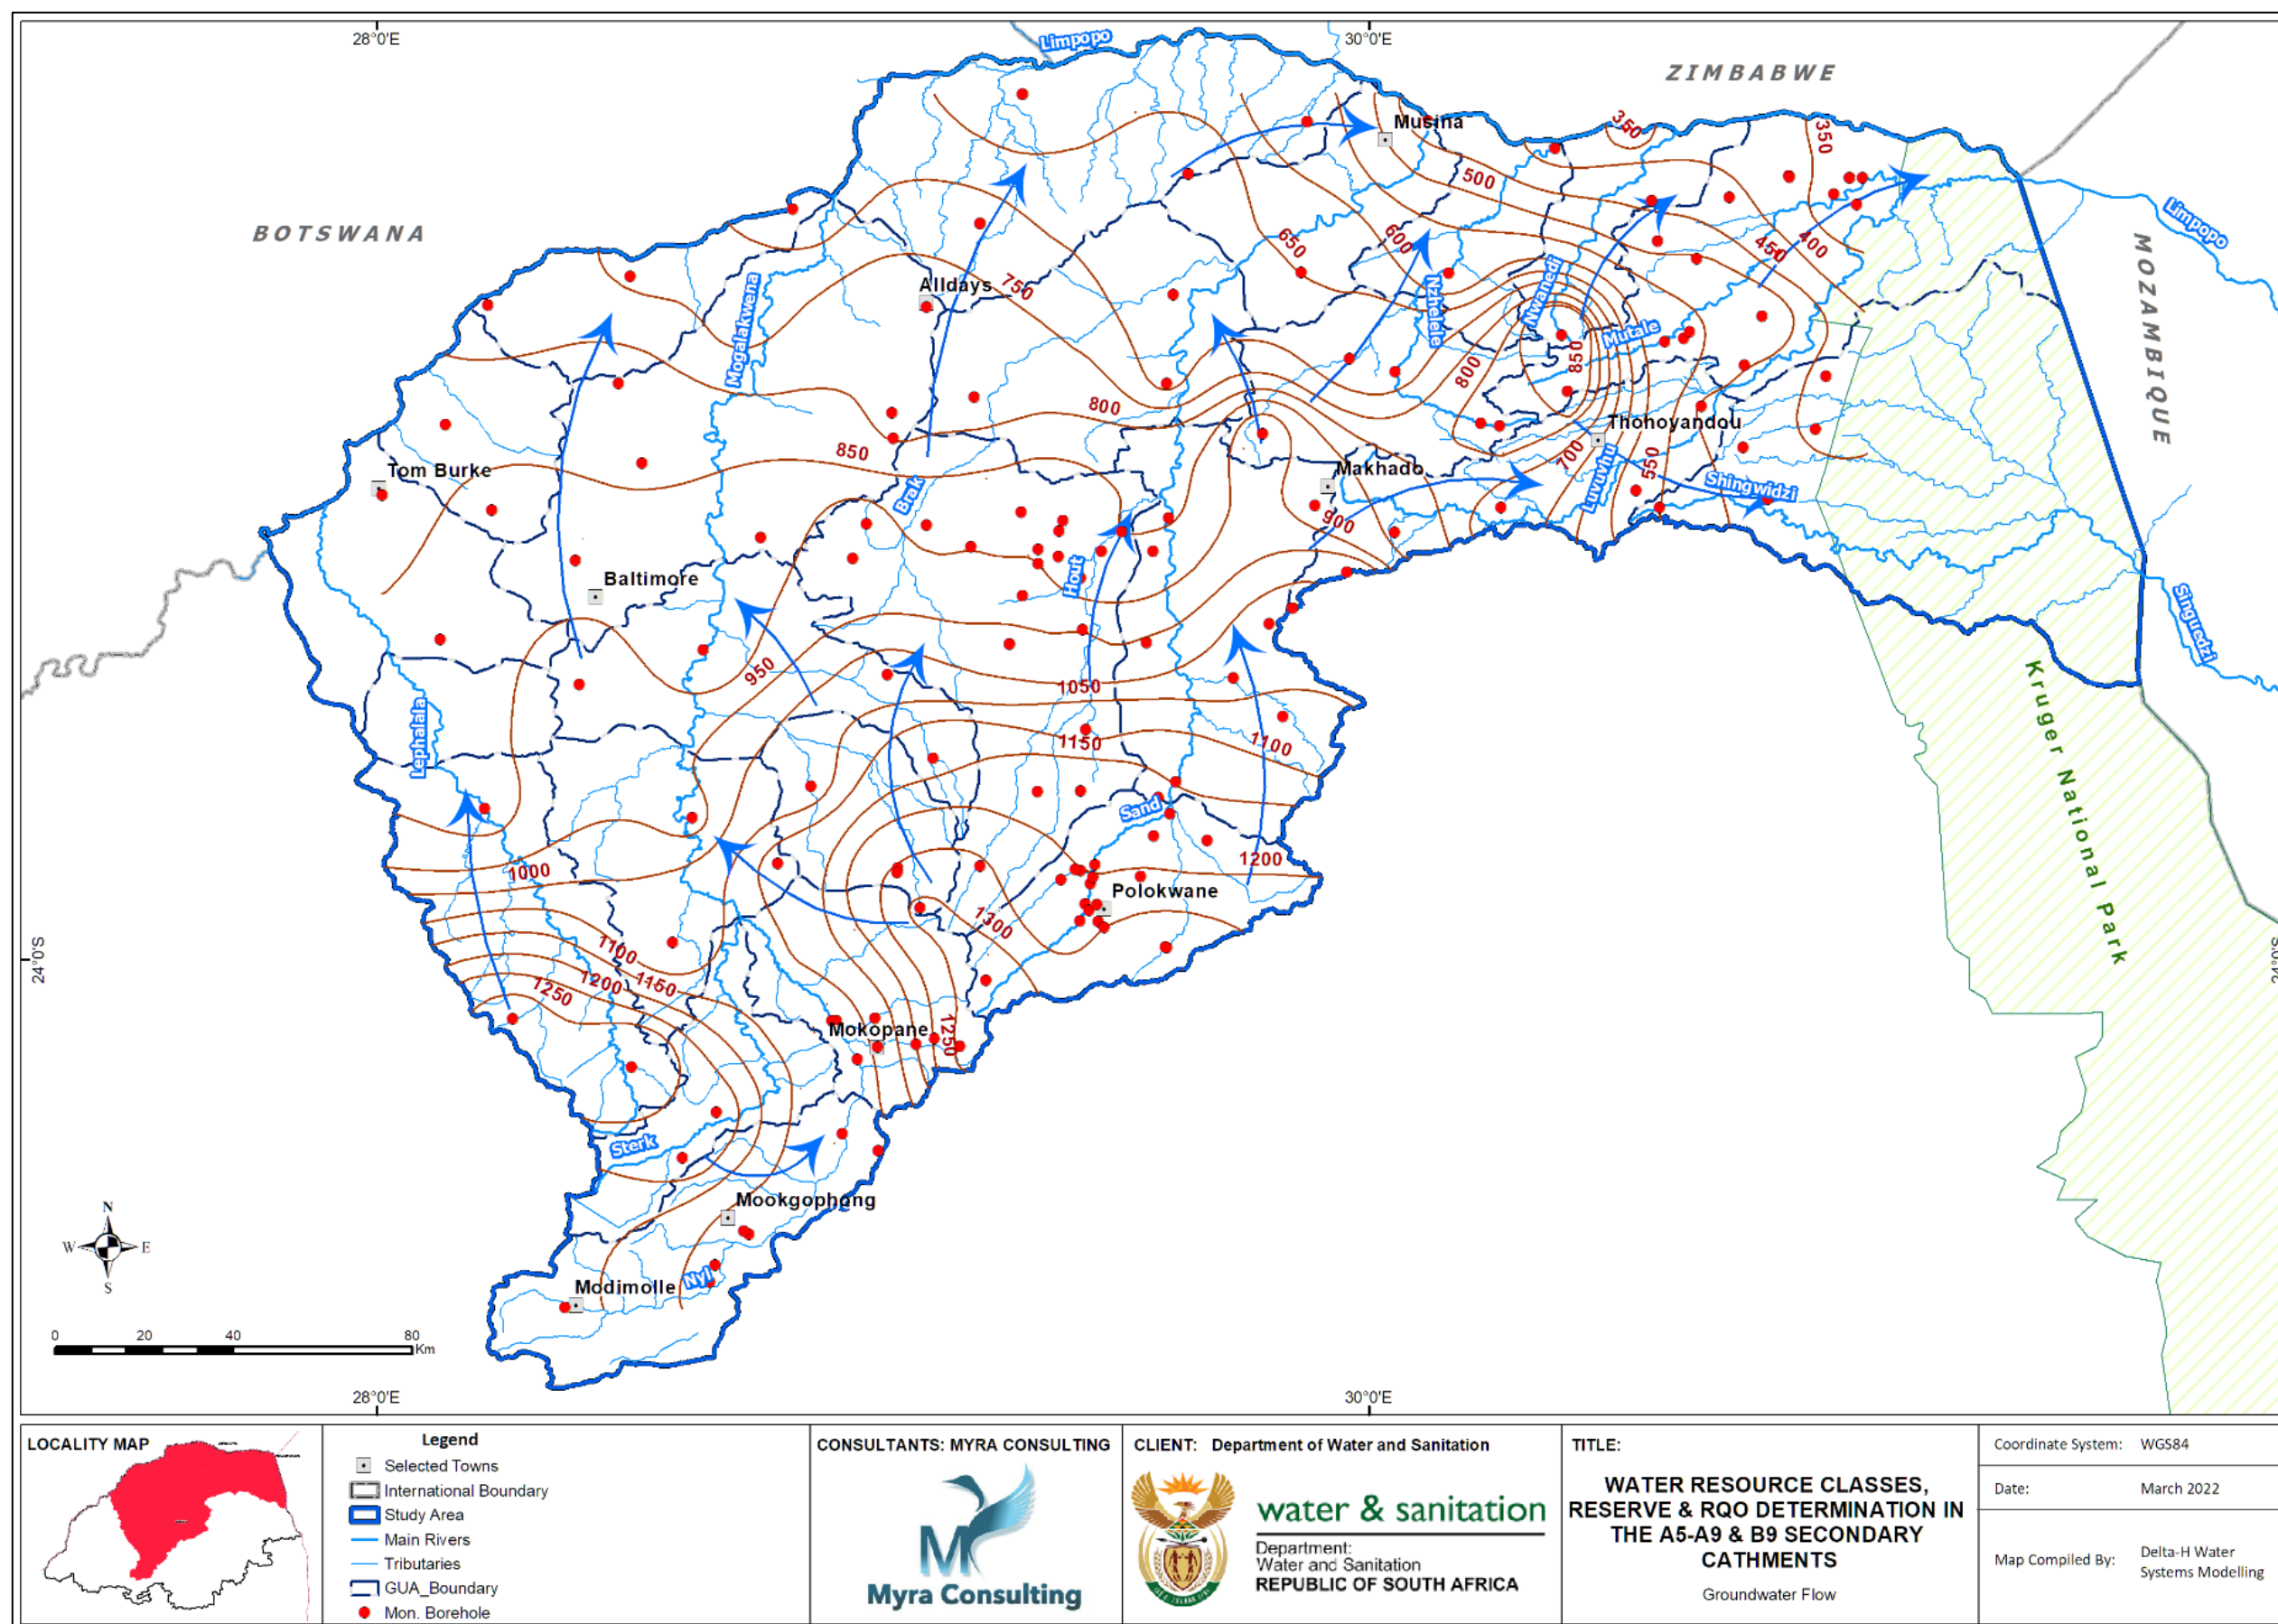 28°0'E
30°0'E
Limpopo
ZIMBABWE
BOTSWANA
MOZAMBIQUE
Musina
350
350
500
Limpopo
650
600
450
400
Alldays
750
Mogalakwena
Nzhelele
Nwanedi
Mutale
850
800
800
Thohoyandou
850
Tom Burke
Makhado
700
550
Luvuvhu
Shingwidzi
Brak
900
Hout
Baltimore
Singuedzi
950
1050
Lephalala
1150
1100
Kruger National Park
Sand
1000
1200
Polokwane
1300
24°0'S
24°0'S
1100
1200
1150
1250
Mokopane
1250
Sterk
Mookgophong
Modimolle
Nyl
N
W
E
S
0 20 40 80
Km
28°0'E
30°0'E
LOCALITY MAP
Legend
Selected Towns
International Boundary
Study Area
Main Rivers
Tributaries
GUA_Boundary
Mon. Borehole
CONSULTANTS: MYRA CONSULTING
M
Myra Consulting
CLIENT: Department of Water and Sanitation
water & sanitation
Department:
Water and Sanitation
REPUBLIC OF SOUTH AFRICA
TITLE:
WATER RESOURCE CLASSES,
RESERVE & RQO DETERMINATION IN
THE A5-A9 & B9 SECONDARY
CATHMENTS
Groundwater Flow
Coordinate System: WGS84
Date: March 2022
Map Compiled By: Delta-H Water
Systems Modelling